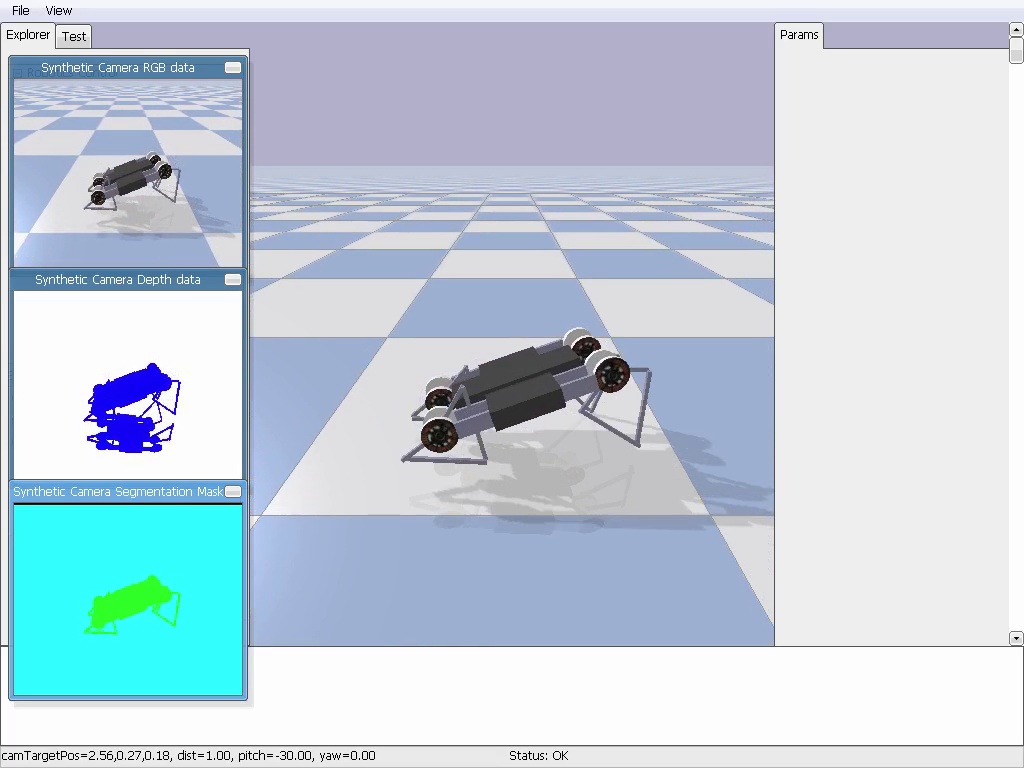 File View
Explorer Test
Params
Synthetic Camera RGB data
Synthetic Camera Depth data
Synthetic Camera Segmentation Mask
camTargetPos=2.56,0.27,0.18, dist=1.00, pitch=-30.00, yaw=0.00
Status: OK